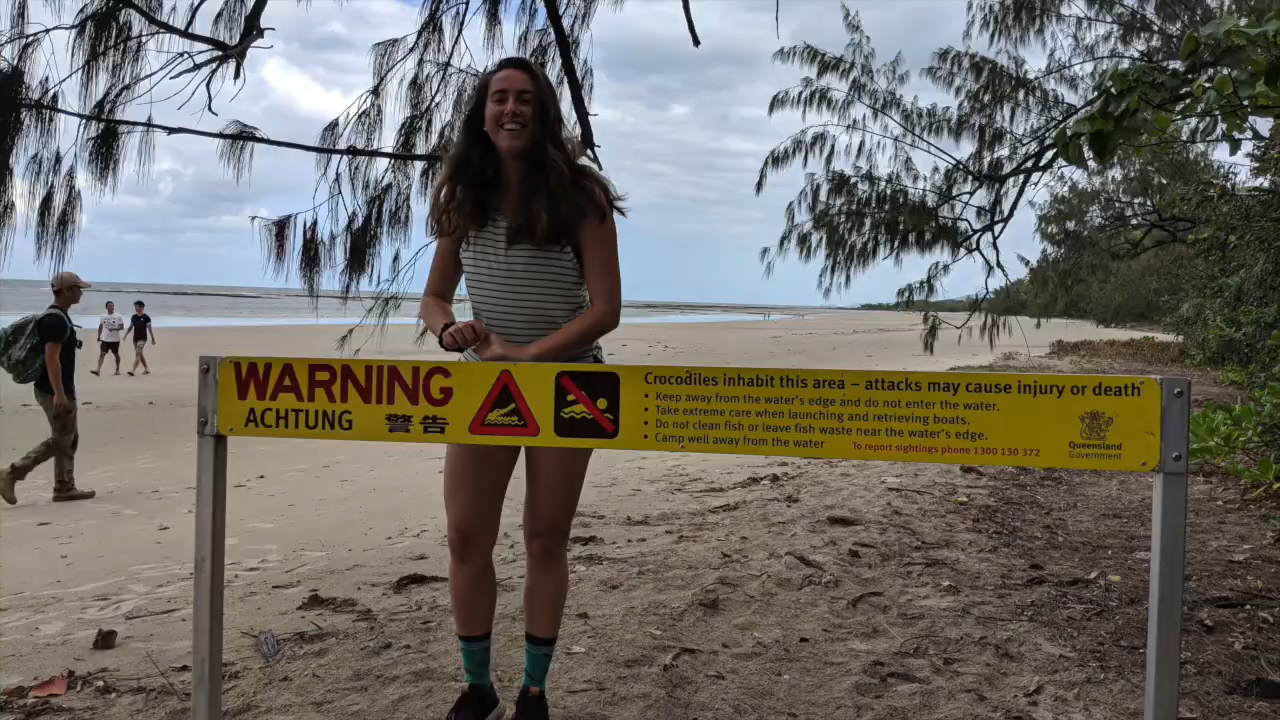 WARNING
ACHTUNG 警告
Crocodiles inhabit this area – attacks may cause injury or death
• Keep away from the water's edge and do not enter the water.
• Take extreme care when launching and retrieving boats.
• Do not clean fish or leave fish waste near the water's edge.
• Camp well away from the water
To report sightings phone 1300 130 372
Queensland
Government